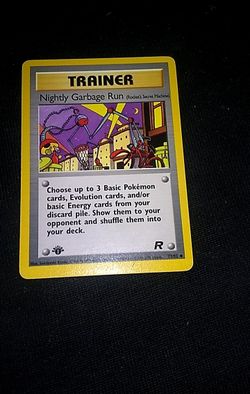 TRAINER
Nightly Garbage Run (Rocket's Secret Machine)
Choose up to 3 Basic Pokémon
cards, Evolution cards, and/or
basic Energy cards from your
discard pile. Show them to your
opponent and shuffle them into
your deck.
1
R